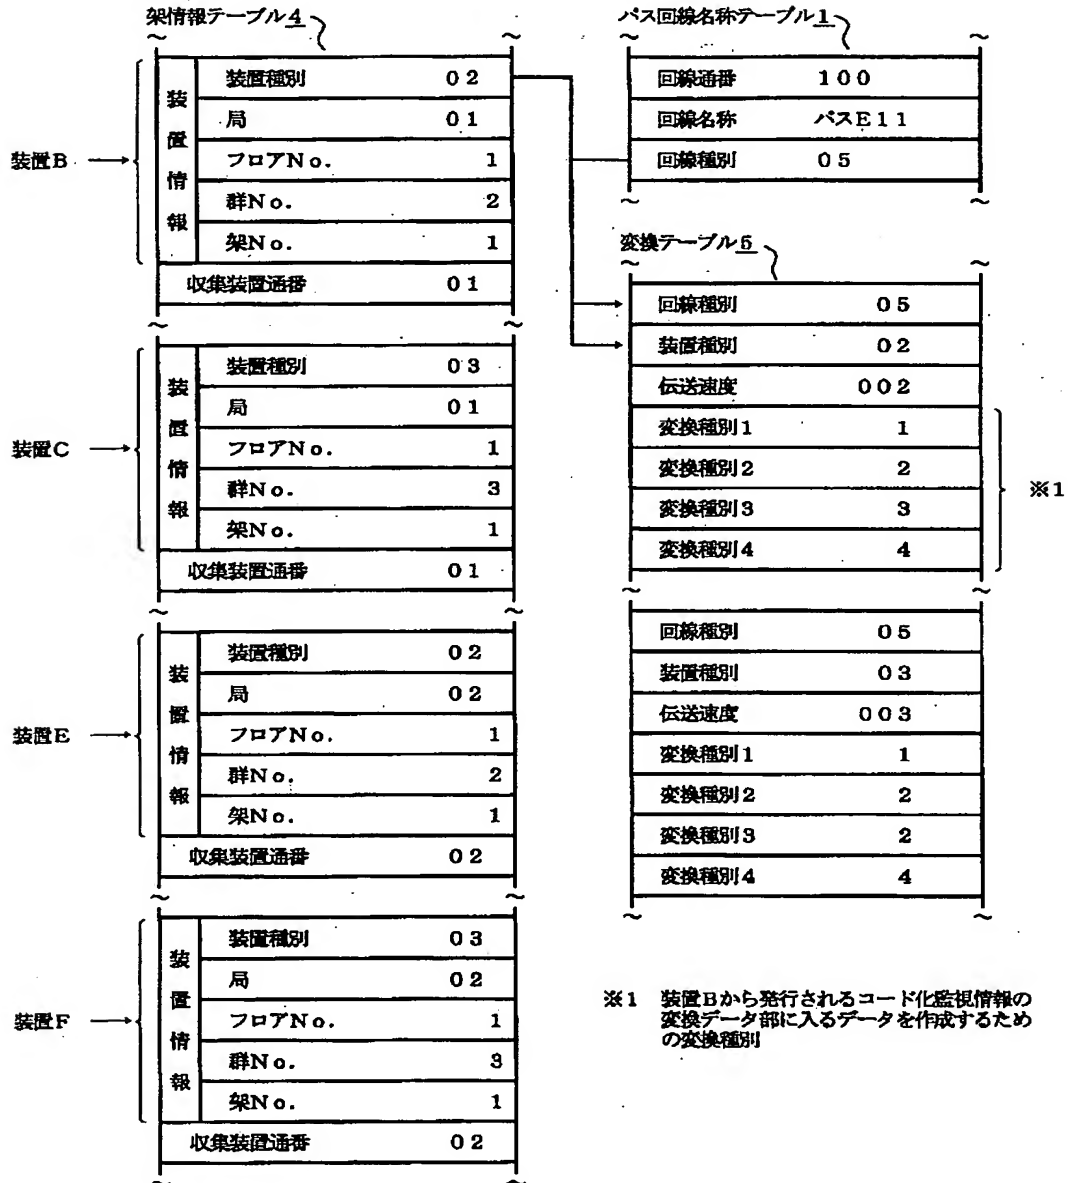 架情報テーブル4
装置B
装置情報
装置種別 02
局 01
フロアNo. 1
群No. 2
架No. 1
収集装置通番 01
装置C
装置情報
装置種別 03
局 01
フロアNo. 1
群No. 3
架No. 1
収集装置通番 01
装置E
装置情報
装置種別 02
局 02
フロアNo. 1
群No. 2
架No. 1
収集装置通番 02
装置F
装置情報
装置種別 03
局 02
フロアNo. 1
群No. 3
架No. 1
収集装置通番 02
パス回線名称テーブル1
回線通番 100
回線名称 パスE11
回線種別 05
変換テーブル5
回線種別 05
装置種別 02
伝送速度 002
変換種別1 1
変換種別2 2
変換種別3 3
変換種別4 4
※1
回線種別 05
装置種別 03
伝送速度 003
変換種別1 1
変換種別2 2
変換種別3 2
変換種別4 4
※1 装置Bから発行されるコード化監視情報の
変換データ部に入るデータを作成するため
の変換種別